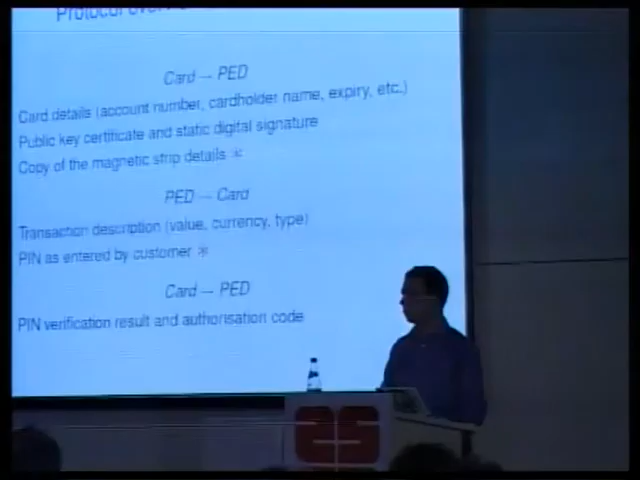 Protocol
Card → PED
Card details (account number, cardholder name, expiry, etc.)
Public key certificate and static digital signature
Copy of the magnetic strip details *
PED → Card
Transaction description (value, currency, type)
PIN as entered by customer *
Card → PED
PIN verification result and authorisation code